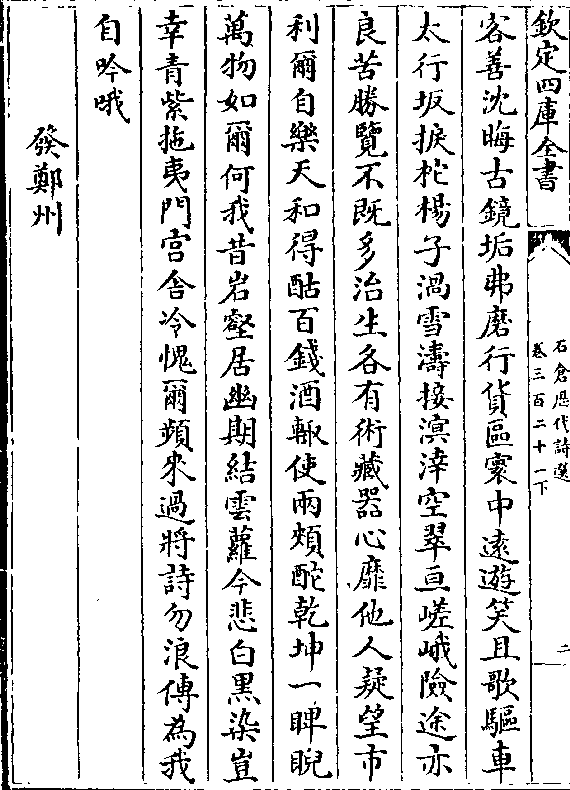 欽定四庫全書
石倉歷代詩選
卷三百二十一下
二
客善沈晦古鏡垢弗磨行貨區寰中遠遊笑且歌驅車
太行坂捩柁楊子渦雪濤接溟涬空翠亘嵯峨險途亦
良苦勝覽不既多治生各有術藏器心靡他人疑望市
利爾自樂天和得酤百錢酒輒使兩頰酡乾坤一睥睨
萬物如爾何我昔岩壑居幽期結雲蘿今悲白黑染豈
幸青紫拖夷門官舍冷愧爾頻來過將詩勿浪傳為我
自吟哦
發鄭州